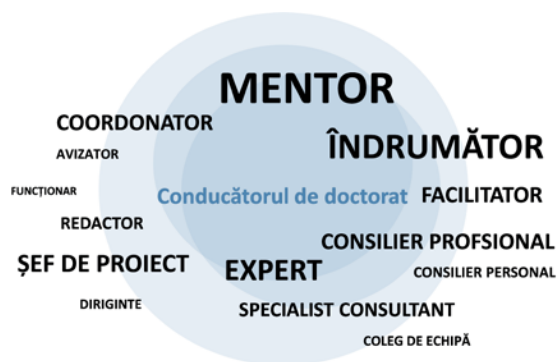 MENTOR
COORDONATOR
ÎNDRUMĂTOR
AVIZATOR
FUNCȚIONAR
Conducătorul de doctorat
FACILITATOR
REDACTOR
CONSILIER PROFSIONAL
ȘEF DE PROIECT
EXPERT
CONSILIER PERSONAL
DIRIGINTE
SPECIALIST CONSULTANT
COLEG DE ECHIPĂ